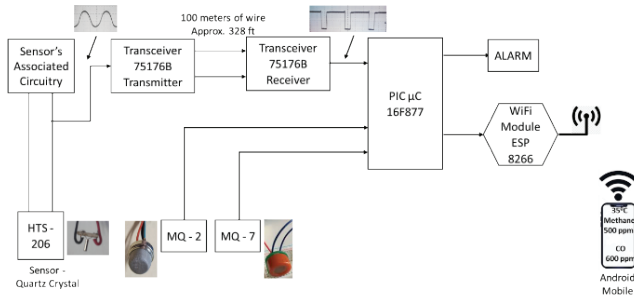 100 meters of wire
Approx. 328 ft
Sensor's
Associated
Circuitry
Transceiver
75176B
Transmitter
Transceiver
75176B
Receiver
PIC μC
16F877
ALARM
WiFi
Module
ESP
8266
HTS -
206
Sensor -
Quartz Crystal
MQ - 2
MQ - 7
35°C
Methane
500 ppm
CO
600 ppm
Android
Mobile